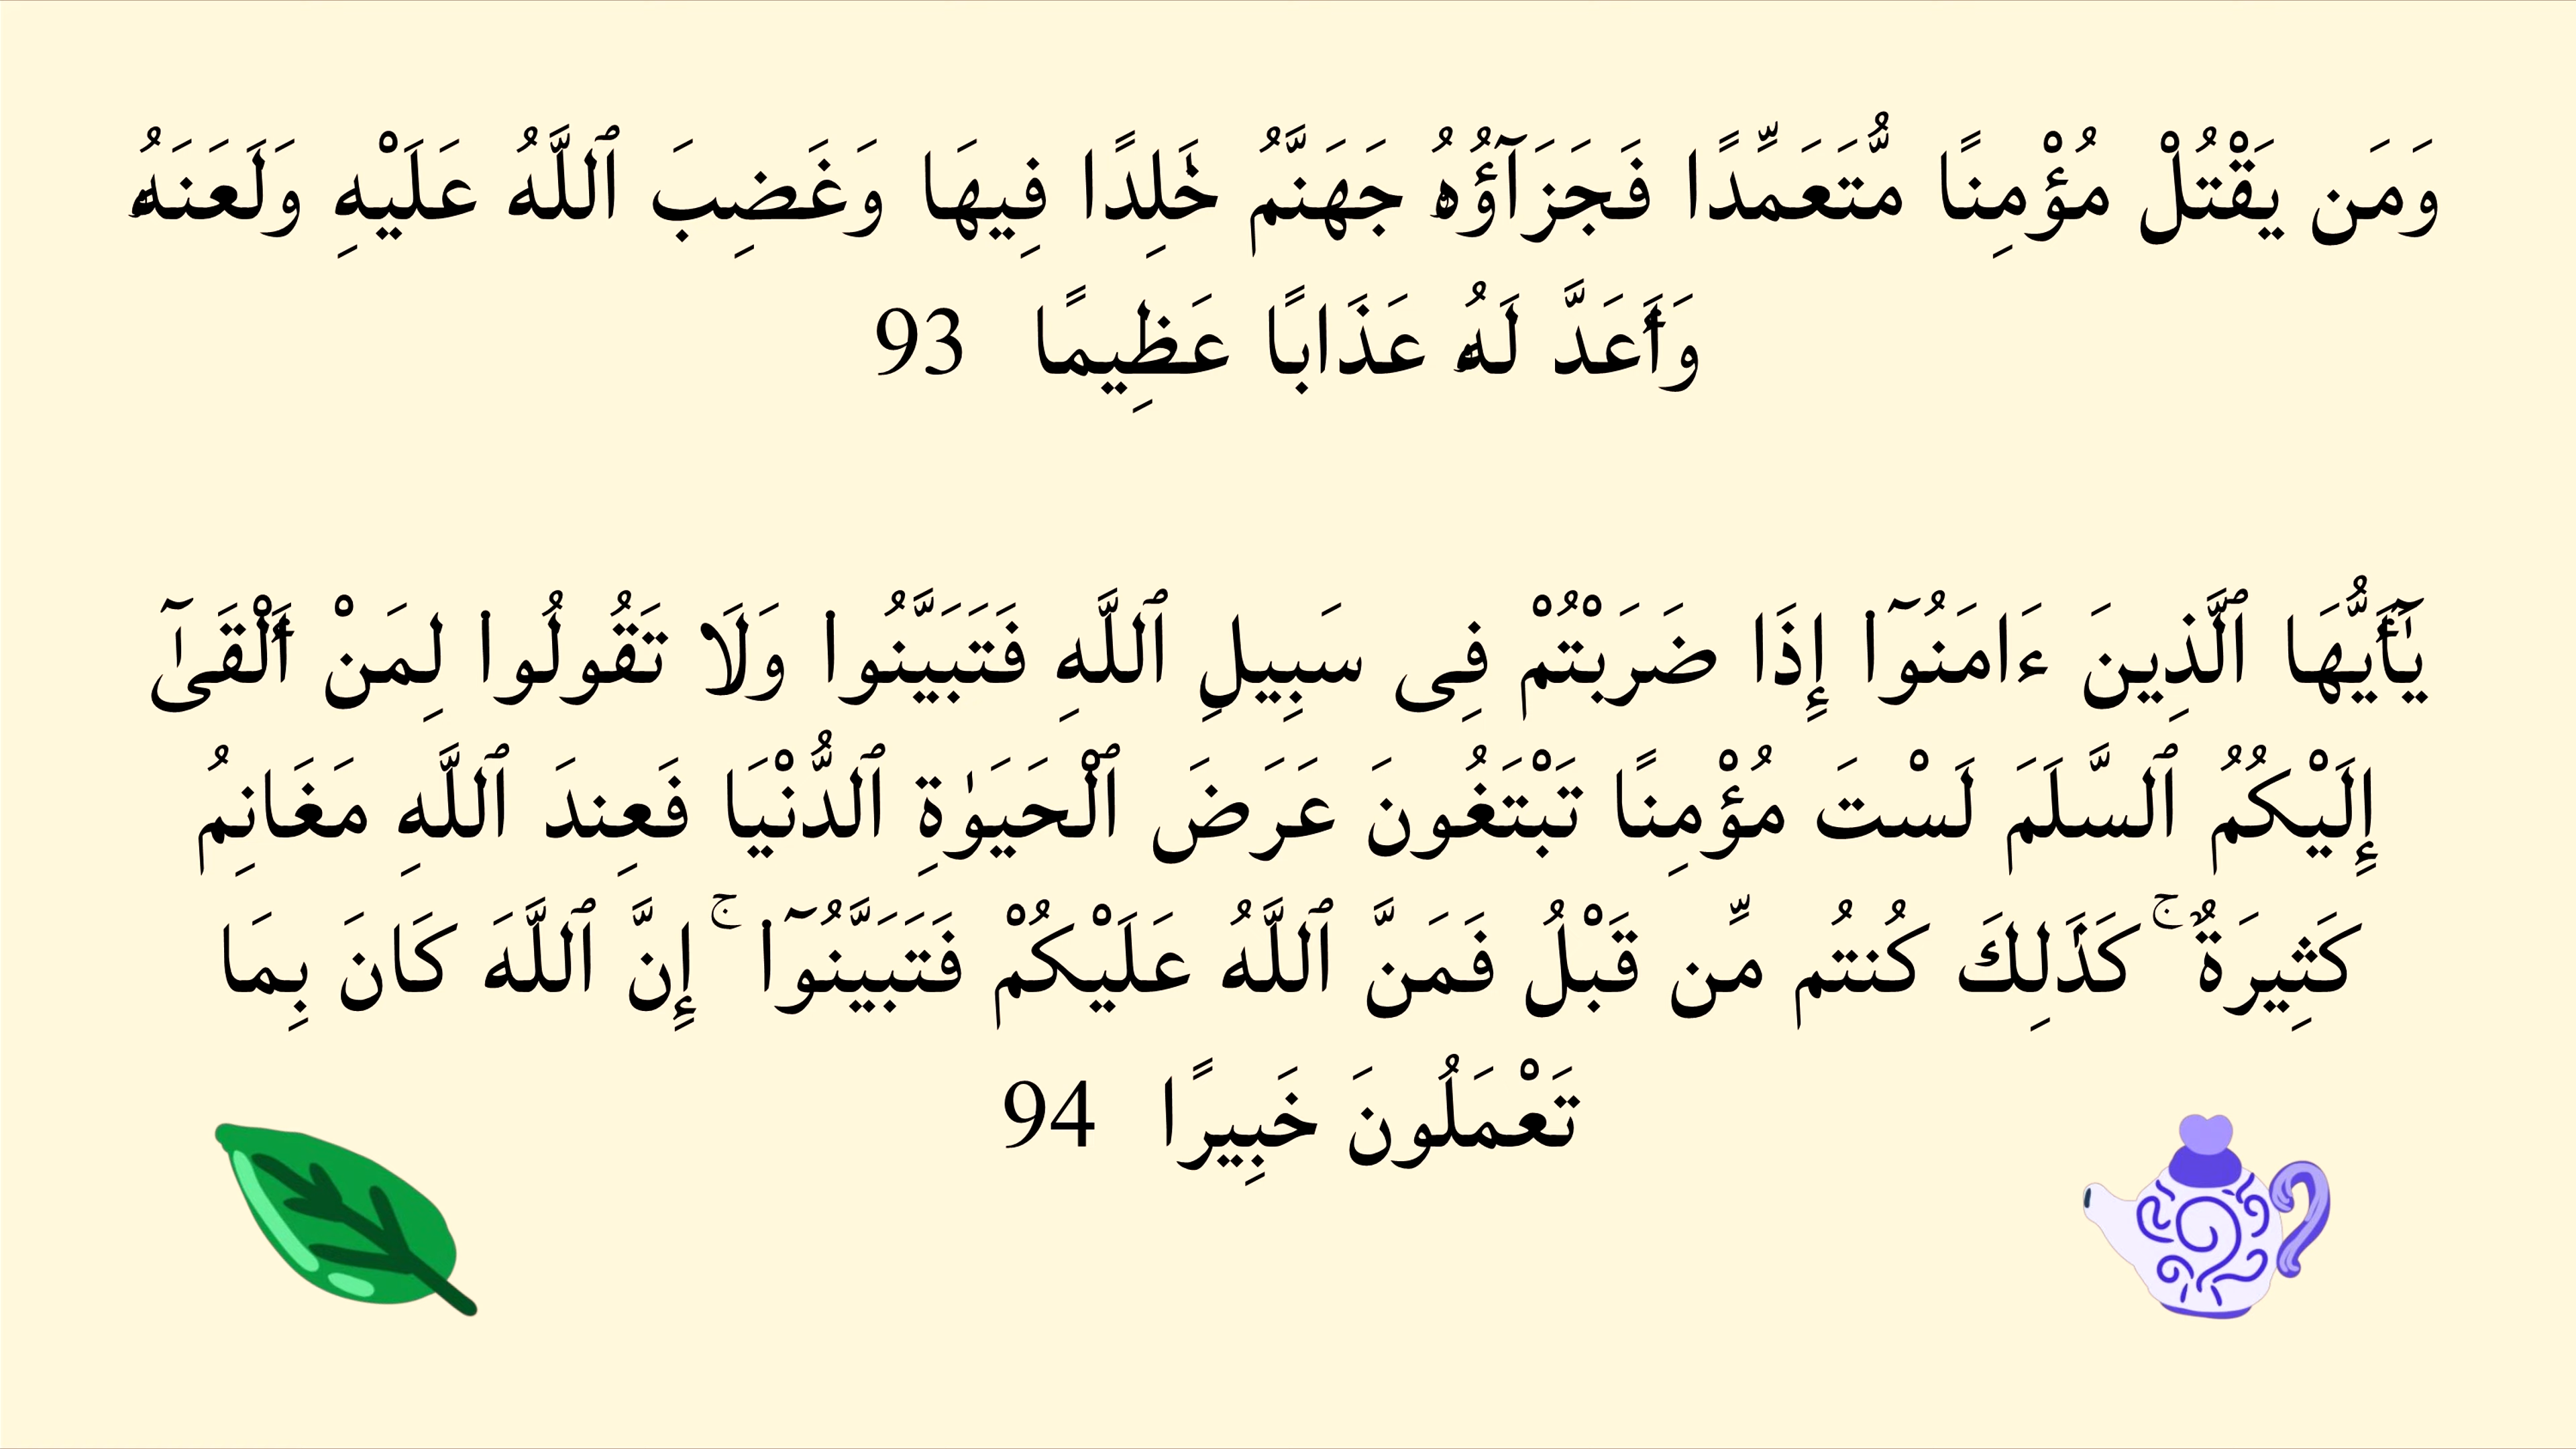 وَمَن يَقْتُلْ مُؤْمِنًا مُّتَعَمِّدًا فَجَزَآؤُهُ جَهَنَّمُ خَٰلِدًا فِيهَا وَغَضِبَ ٱللَّهُ عَلَيْهِ وَلَعَنَهُۥ
وَأَعَدَّ لَهُۥ عَذَابًا عَظِيمًا 93
يَٰٓأَيُّهَا ٱلَّذِينَ ءَامَنُوٓا۟ إِذَا ضَرَبْتُمْ فِى سَبِيلِ ٱللَّهِ فَتَبَيَّنُوا۟ وَلَا تَقُولُوا۟ لِمَنْ أَلْقَىٰٓ
إِلَيْكُمُ ٱلسَّلَٰمَ لَسْتَ مُؤْمِنًا تَبْتَغُونَ عَرَضَ ٱلْحَيَوٰةِ ٱلدُّنْيَا فَعِندَ ٱللَّهِ مَغَانِمُ
كَثِيرَةٌ ۚ كَذَٰلِكَ كُنتُم مِّن قَبْلُ فَمَنَّ ٱللَّهُ عَلَيْكُمْ فَتَبَيَّنُوٓا۟ ۚ إِنَّ ٱللَّهَ كَانَ بِمَا
تَعْمَلُونَ خَبِيرًا 94